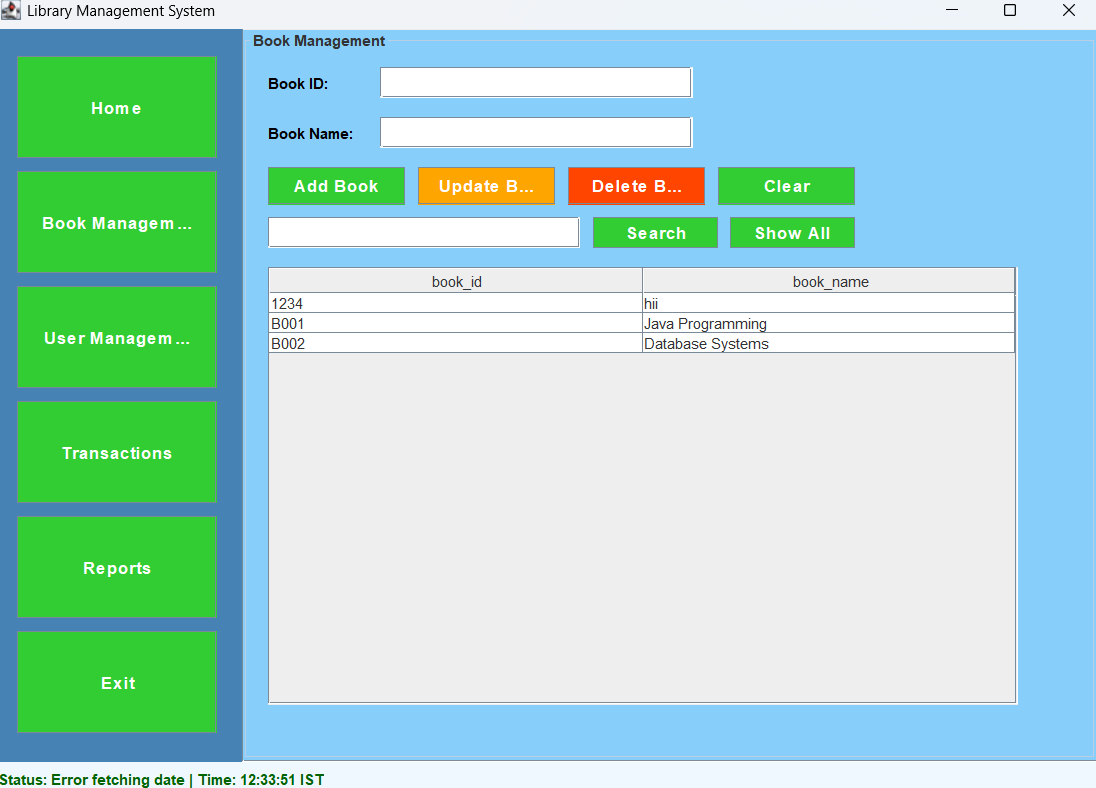 Library Management System
Home
Book Managem...
User Managem...
Transactions
Reports
Exit
Book Management
Book ID:
Book Name:
Add Book Update B... Delete B... Clear
Search Show All
book_id book_name
1234 hii
B001 Java Programming
B002 Database Systems
Status: Error fetching date | Time: 12:33:51 IST